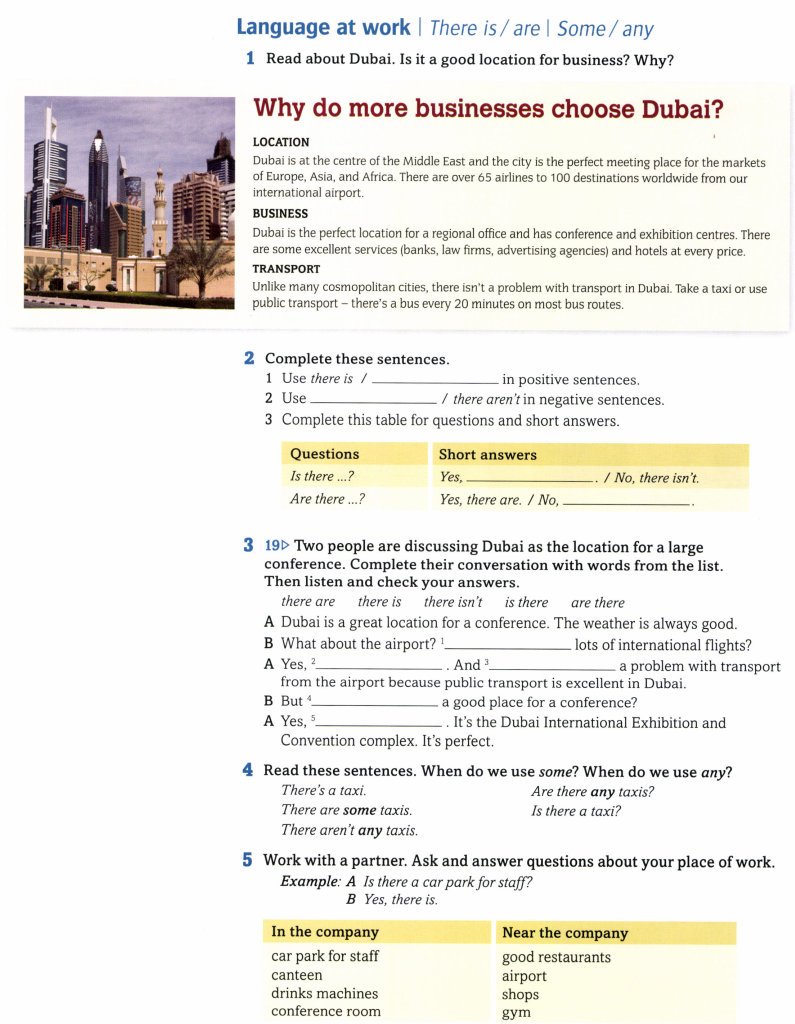 Language at work | There is / are | Some / any
1 Read about Dubai. Is it a good location for business? Why?
Why do more businesses choose Dubai?
LOCATION
Dubai is at the centre of the Middle East and the city is the perfect meeting place for the markets
of Europe, Asia, and Africa. There are over 65 airlines to 100 destinations worldwide from our
international airport.
BUSINESS
Dubai is the perfect location for a regional office and has conference and exhibition centres. There
are some excellent services (banks, law firms, advertising agencies) and hotels at every price.
TRANSPORT
Unlike many cosmopolitan cities, there isn't a problem with transport in Dubai. Take a taxi or use
public transport – there's a bus every 20 minutes on most bus routes.
2 Complete these sentences.
1 Use there is / ____________ in positive sentences.
2 Use ____________ / there aren't in negative sentences.
3 Complete this table for questions and short answers.
Questions Short answers
Is there ...? Yes, ____________ . / No, there isn't.
Are there ...? Yes, there are. / No, ____________ .
3 19▷ Two people are discussing Dubai as the location for a large
conference. Complete their conversation with words from the list.
Then listen and check your answers.
there are there is there isn't is there are there
A Dubai is a great location for a conference. The weather is always good.
B What about the airport? 1____________ lots of international flights?
A Yes, 2____________ . And 3____________ a problem with transport
from the airport because public transport is excellent in Dubai.
B But 4____________ a good place for a conference?
A Yes, 5____________ . It's the Dubai International Exhibition and
Convention complex. It's perfect.
4 Read these sentences. When do we use some? When do we use any?
There's a taxi. Are there any taxis?
There are some taxis. Is there a taxi?
There aren't any taxis.
5 Work with a partner. Ask and answer questions about your place of work.
Example: A Is there a car park for staff?
B Yes, there is.
In the company Near the company
car park for staff good restaurants
canteen airport
drinks machines shops
conference room gym